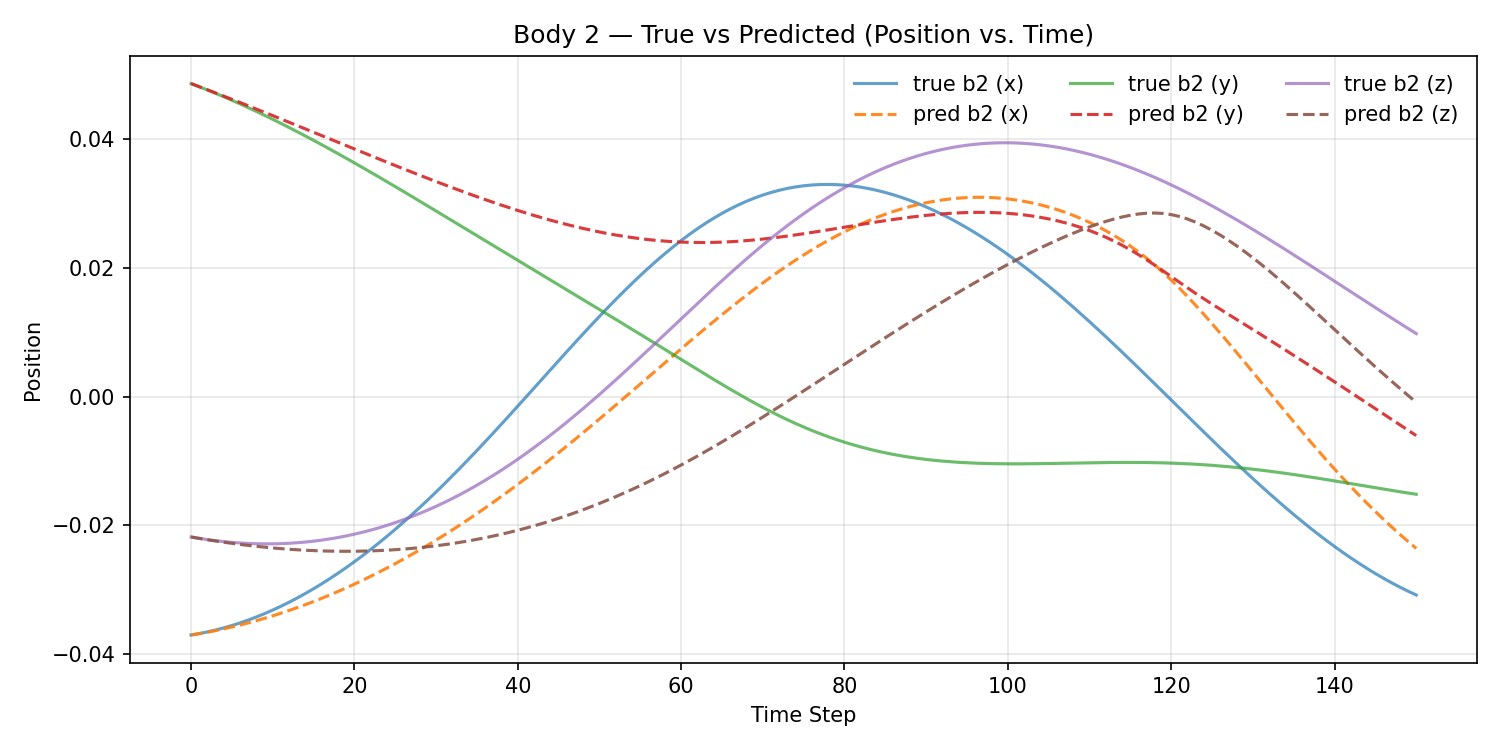 Body 2 — True vs Predicted (Position vs. Time)
true b2 (x) true b2 (y) true b2 (z)
pred b2 (x) pred b2 (y) pred b2 (z)
Position
0.04
0.02
0.00
−0.02
−0.04
0 20 40 60 80 100 120 140
Time Step